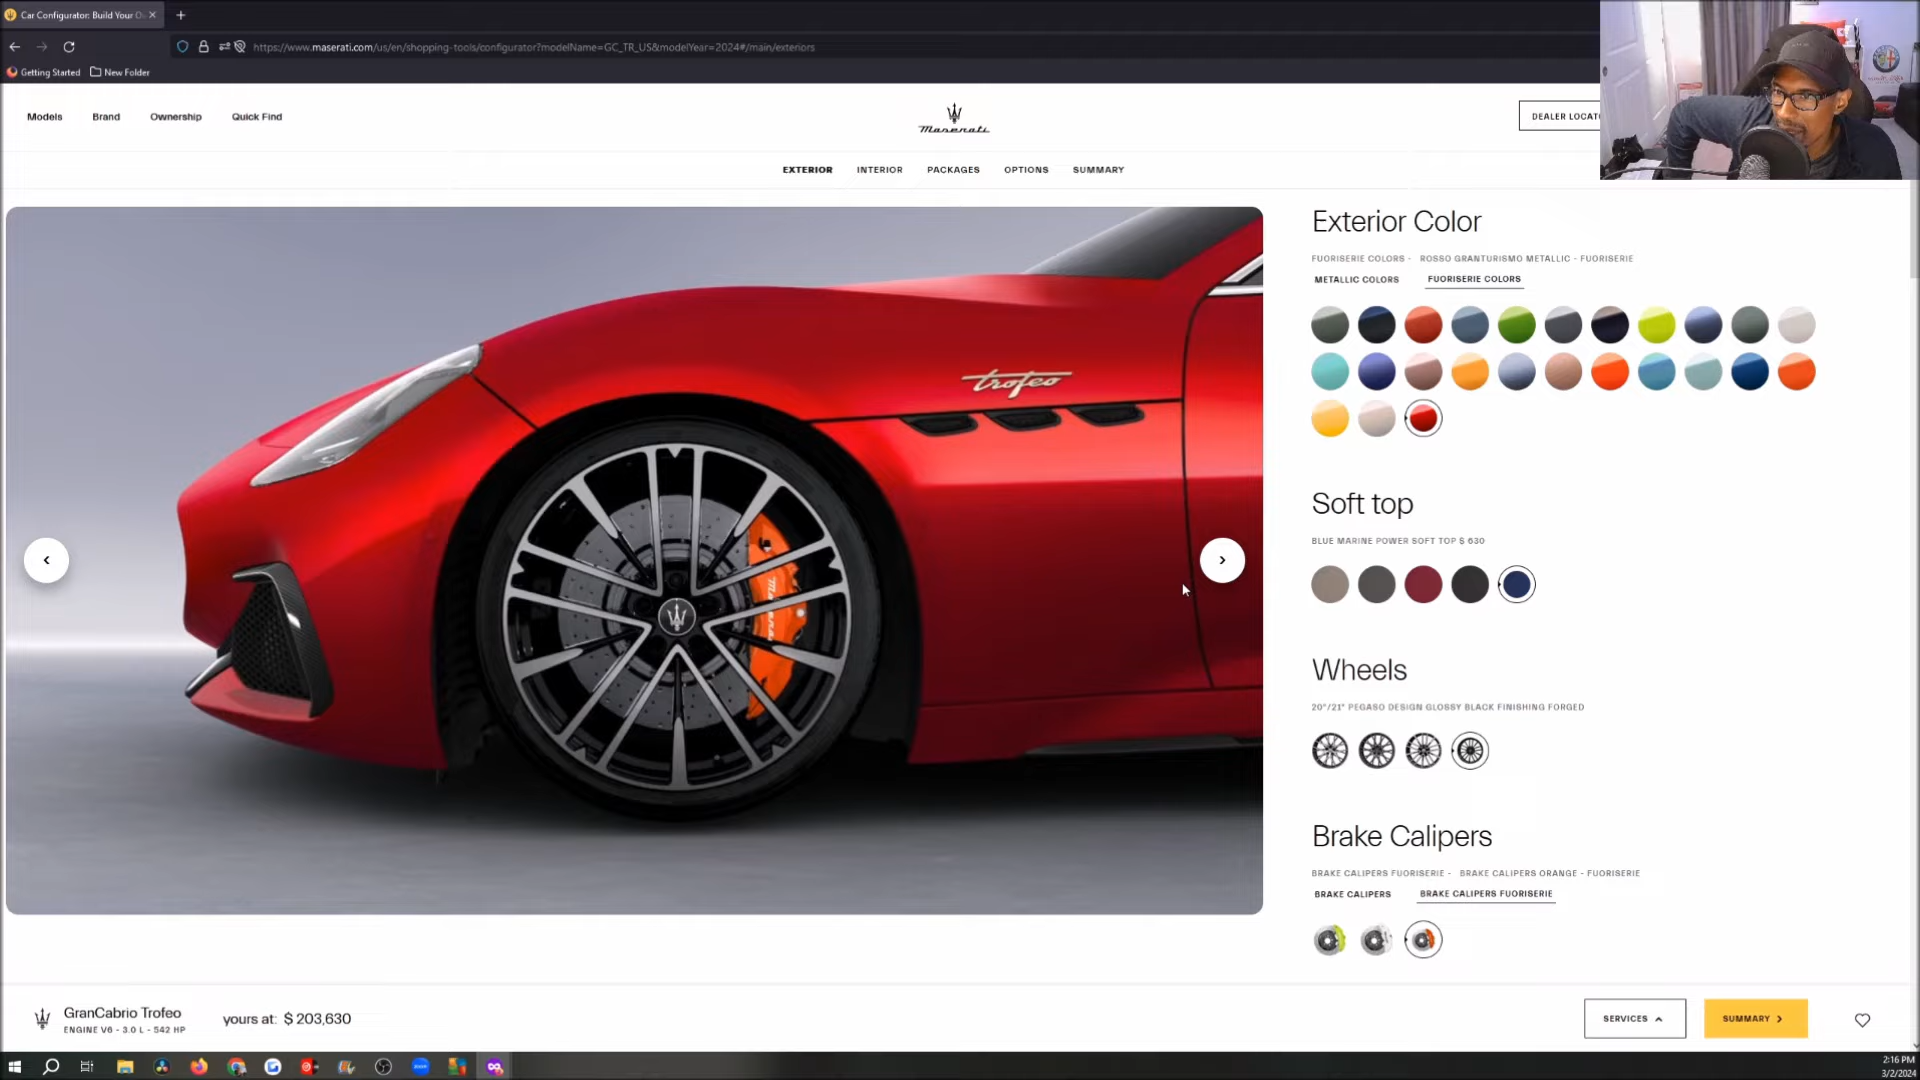 Car Configurator: Build Your O
https://www.maserati.com/us/en/shopping-tools/configurator?modelName=GC_TR_US&modelYear=2024#/main/exteriors
Getting Started
New Folder
Models
Brand
Ownership
Quick Find
Maserati
DEALER LOCAT
EXTERIOR
INTERIOR
PACKAGES
OPTIONS
SUMMARY
trofeo
Maserati
Exterior Color
FUORISERIE COLORS - ROSSO GRANTURISMO METALLIC - FUORISERIE
METALLIC COLORS
FUORISERIE COLORS
Soft top
BLUE MARINE POWER SOFT TOP $ 630
Wheels
20"/21" PEGASO DESIGN GLOSSY BLACK FINISHING FORGED
Brake Calipers
BRAKE CALIPERS FUORISERIE - BRAKE CALIPERS ORANGE - FUORISERIE
BRAKE CALIPERS
BRAKE CALIPERS FUORISERIE
GranCabrio Trofeo
ENGINE V6 - 3.0 L - 542 HP
yours at: $ 203,630
SERVICES
SUMMARY
2:16 PM
3/2/2024